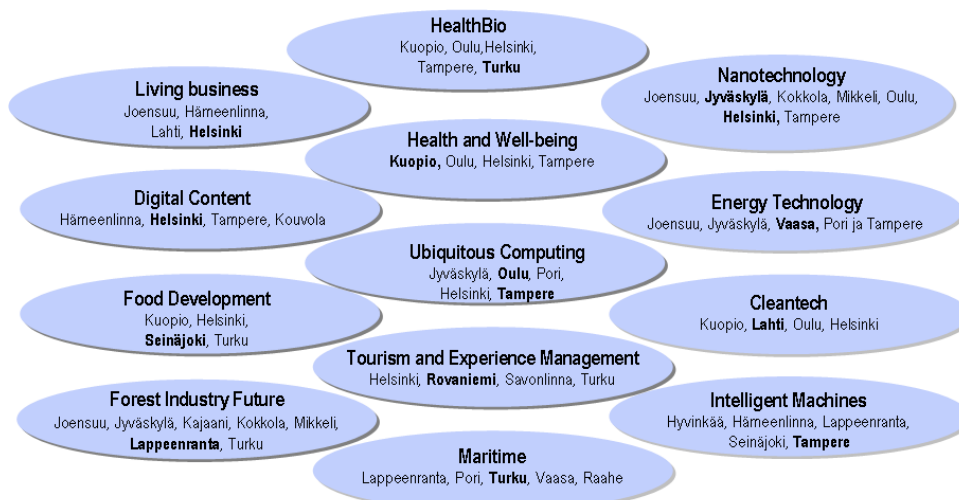 HealthBio
Kuopio, Oulu,Helsinki,
Tampere, Turku
Living business
Joensuu, Hämeenlinna,
Lahti, Helsinki
Nanotechnology
Joensuu, Jyväskylä, Kokkola, Mikkeli, Oulu,
Helsinki, Tampere
Health and Well-being
Kuopio, Oulu, Helsinki, Tampere
Digital Content
Hämeenlinna, Helsinki, Tampere, Kouvola
Energy Technology
Joensuu, Jyväskylä, Vaasa, Pori ja Tampere
Ubiquitous Computing
Jyväskylä, Oulu, Pori,
Helsinki, Tampere
Food Development
Kuopio, Helsinki,
Seinäjoki, Turku
Cleantech
Kuopio, Lahti, Oulu, Helsinki
Tourism and Experience Management
Helsinki, Rovaniemi, Savonlinna, Turku
Forest Industry Future
Joensuu, Jyväskylä, Kajaani, Kokkola, Mikkeli,
Lappeenranta, Turku
Intelligent Machines
Hyvinkää, Hämeenlinna, Lappeenranta,
Seinäjoki, Tampere
Maritime
Lappeenranta, Pori, Turku, Vaasa, Raahe